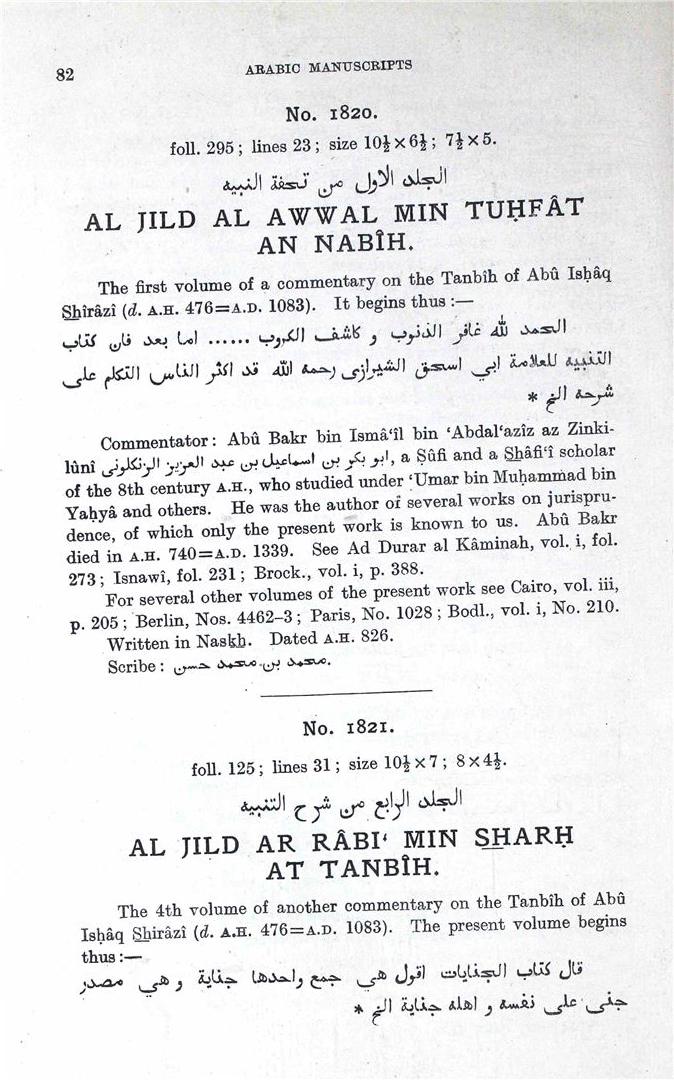 82
ARABIC MANUSCRIPTS
No. 1820.
foll. 295; lines 23; size 10½ × 6½; 7½ × 5.
المجلد الاول من تحفة النبيه
AL JILD AL AWWAL MIN TUḤFÂT
AN NABÎH.
The first volume of a commentary on the Tanbîh of Abû Isḥâq
Shîrâzî (d. A.H. 476=A.D. 1083). It begins thus :—
الحمد لله غافر الذنوب و كاشف الكروب ...... اما بعد فان كتاب
التنبيه للعلامة ابي اسحق الشيرازي رحمه الله قد اكثر الناس التكلم على
شرحه الخ *
Commentator: Abû Bakr bin Ismâ‘îl bin ‘Abdal‘azîz az Zinki-
lûnî ابو بكر بن اسماعيل بن عبد العزيز الزنكلوني, a Ṣûfi and a Shâfi‘î scholar
of the 8th century A.H., who studied under ‘Umar bin Muḥammad bin
Yaḥyâ and others. He was the author of several works on jurispru-
dence, of which only the present work is known to us. Abû Bakr
died in A.H. 740=A.D. 1339. See Ad Durar al Kâminah, vol. i, fol.
273; Isnawî, fol. 231; Brock., vol. i, p. 388.
For several other volumes of the present work see Cairo, vol. iii,
p. 205; Berlin, Nos. 4462–3; Paris, No. 1028; Bodl., vol. i, No. 210.
Written in Naskh. Dated A.H. 826.
Scribe: محمد بن محمد حسن.
No. 1821.
foll. 125; lines 31; size 10½ × 7; 8 × 4½.
المجلد الرابع من شرح التنبيه
AL JILD AR RÂBI‘ MIN SHARḤ
AT TANBÎH.
The 4th volume of another commentary on the Tanbîh of Abû
Isḥâq Shirâzî (d. A.H. 476=A.D. 1083). The present volume begins
thus :—
قال كتاب الجنايات اقول هي جمع واحدها جناية و هي مصدر
جنى على نفسه و اهله جناية الخ *